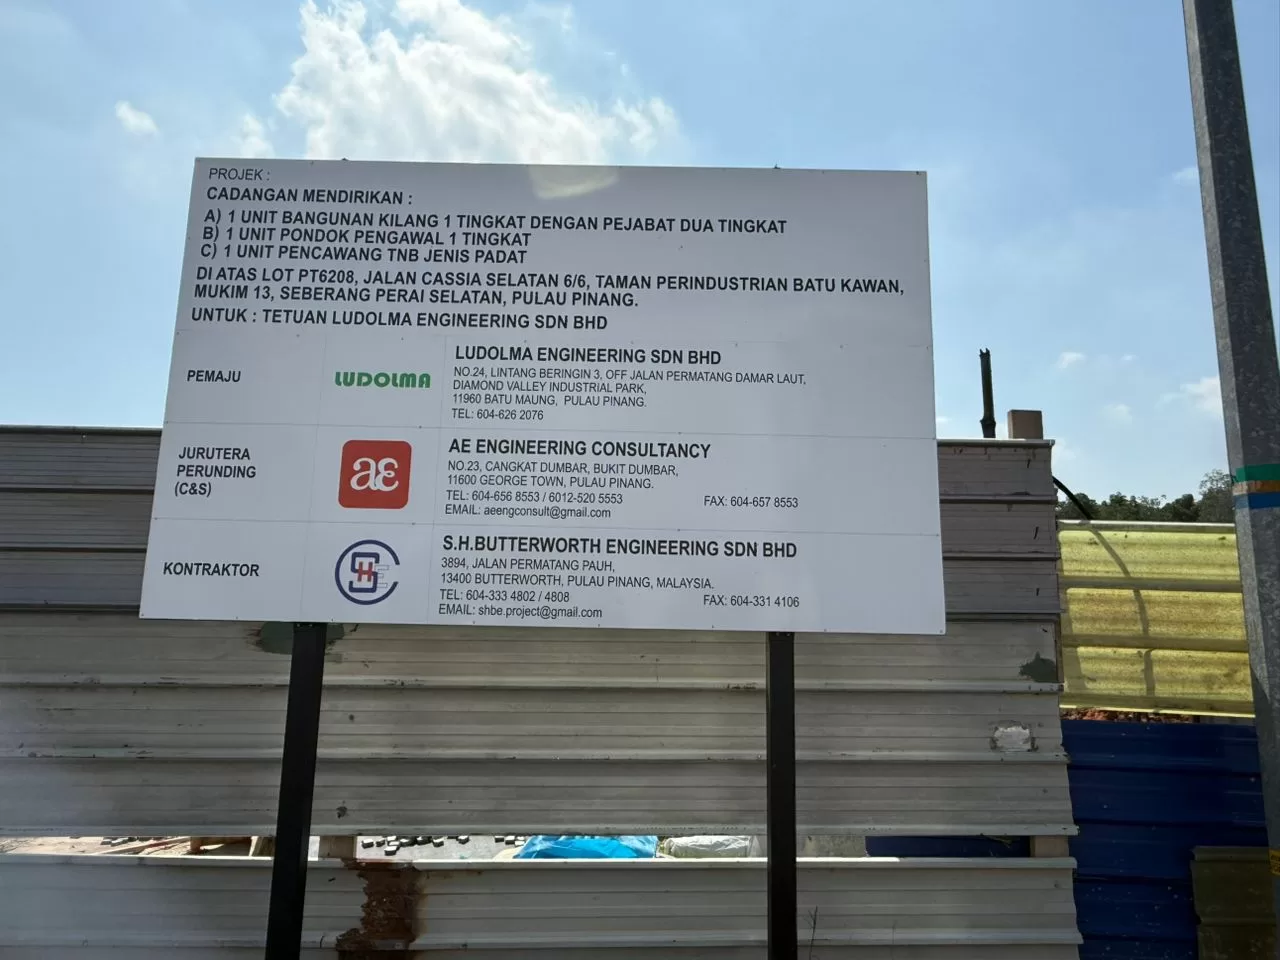 PROJEK :
CADANGAN MENDIRIKAN :
A) 1 UNIT BANGUNAN KILANG 1 TINGKAT DENGAN PEJABAT DUA TINGKAT
B) 1 UNIT PONDOK PENGAWAL 1 TINGKAT
C) 1 UNIT PENCAWANG TNB JENIS PADAT
DI ATAS LOT PT6208, JALAN CASSIA SELATAN 6/6, TAMAN PERINDUSTRIAN BATU KAWAN,
MUKIM 13, SEBERANG PERAI SELATAN, PULAU PINANG.
UNTUK : TETUAN LUDOLMA ENGINEERING SDN BHD
PEMAJU
LUDOLMA
LUDOLMA ENGINEERING SDN BHD
NO.24, LINTANG BERINGIN 3, OFF JALAN PERMATANG DAMAR LAUT,
DIAMOND VALLEY INDUSTRIAL PARK,
11960 BATU MAUNG, PULAU PINANG.
TEL: 604-626 2076
JURUTERA
PERUNDING
(C&S)
ae
AE ENGINEERING CONSULTANCY
NO.23, CANGKAT DUMBAR, BUKIT DUMBAR,
11600 GEORGE TOWN, PULAU PINANG.
TEL: 604-656 8553 / 6012-520 5553 FAX: 604-657 8553
EMAIL: aeengconsult@gmail.com
KONTRAKTOR
SHE
S.H.BUTTERWORTH ENGINEERING SDN BHD
3894, JALAN PERMATANG PAUH,
13400 BUTTERWORTH, PULAU PINANG, MALAYSIA.
TEL: 604-333 4802 / 4808 FAX: 604-331 4106
EMAIL: shbe.project@gmail.com